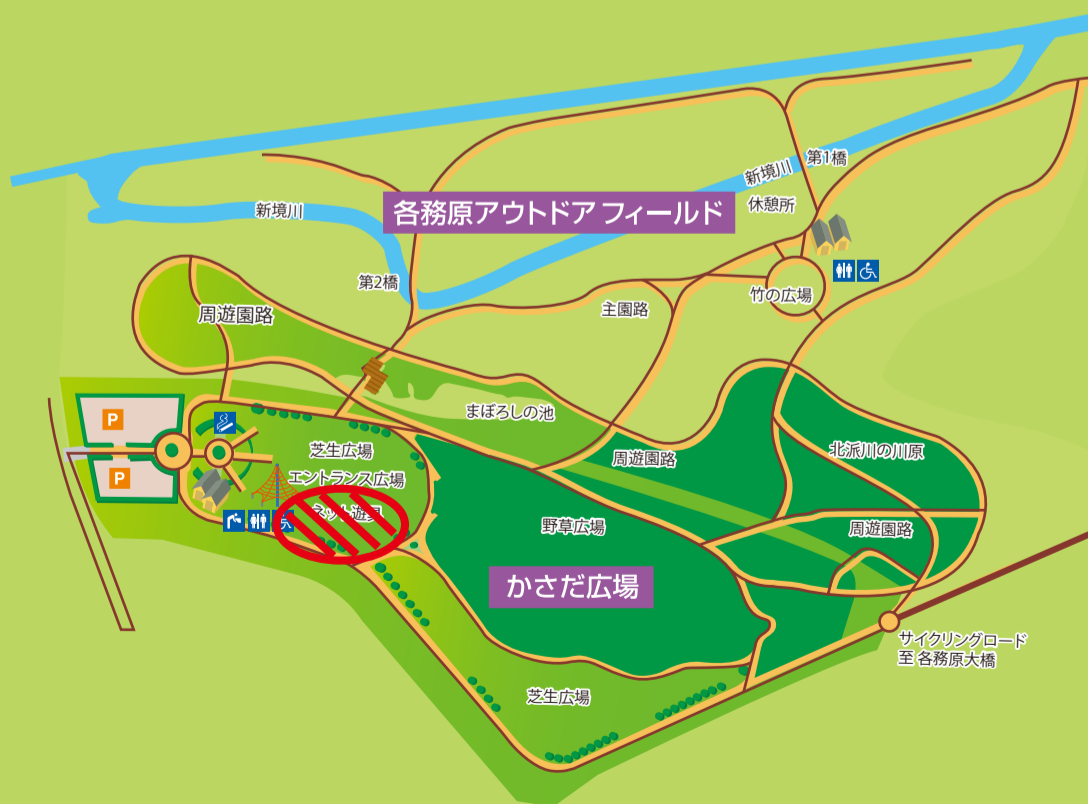 第1橋
新境川
休憩所
新境川
各務原アウトドアフィールド
第2橋
竹の広場
主園路
周遊園路
まぼろしの池
P
芝生広場
エントランス広場
P
周遊園路
北派川の川原
野草広場
周遊園路
かさだ広場
サイクリングロード
至 各務原大橋
芝生広場